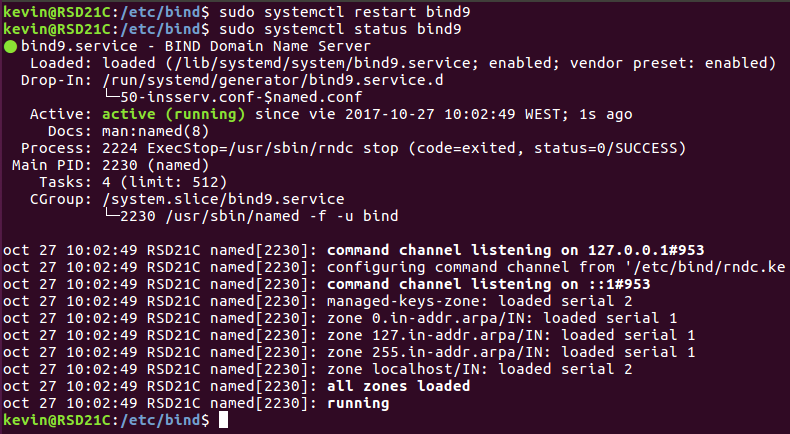 kevin@RSD21C:/etc/bind$ sudo systemctl restart bind9
kevin@RSD21C:/etc/bind$ sudo systemctl status bind9
● bind9.service - BIND Domain Name Server
   Loaded: loaded (/lib/systemd/system/bind9.service; enabled; vendor preset: enabled)
  Drop-In: /run/systemd/generator/bind9.service.d
           └─50-insserv.conf-$named.conf
   Active: active (running) since vie 2017-10-27 10:02:49 WEST; 1s ago
     Docs: man:named(8)
  Process: 2224 ExecStop=/usr/sbin/rndc stop (code=exited, status=0/SUCCESS)
 Main PID: 2230 (named)
    Tasks: 4 (limit: 512)
   CGroup: /system.slice/bind9.service
           └─2230 /usr/sbin/named -f -u bind

oct 27 10:02:49 RSD21C named[2230]: command channel listening on 127.0.0.1#953
oct 27 10:02:49 RSD21C named[2230]: configuring command channel from '/etc/bind/rndc.ke
oct 27 10:02:49 RSD21C named[2230]: command channel listening on ::1#953
oct 27 10:02:49 RSD21C named[2230]: managed-keys-zone: loaded serial 2
oct 27 10:02:49 RSD21C named[2230]: zone 0.in-addr.arpa/IN: loaded serial 1
oct 27 10:02:49 RSD21C named[2230]: zone 127.in-addr.arpa/IN: loaded serial 1
oct 27 10:02:49 RSD21C named[2230]: zone 255.in-addr.arpa/IN: loaded serial 1
oct 27 10:02:49 RSD21C named[2230]: zone localhost/IN: loaded serial 2
oct 27 10:02:49 RSD21C named[2230]: all zones loaded
oct 27 10:02:49 RSD21C named[2230]: running
kevin@RSD21C:/etc/bind$